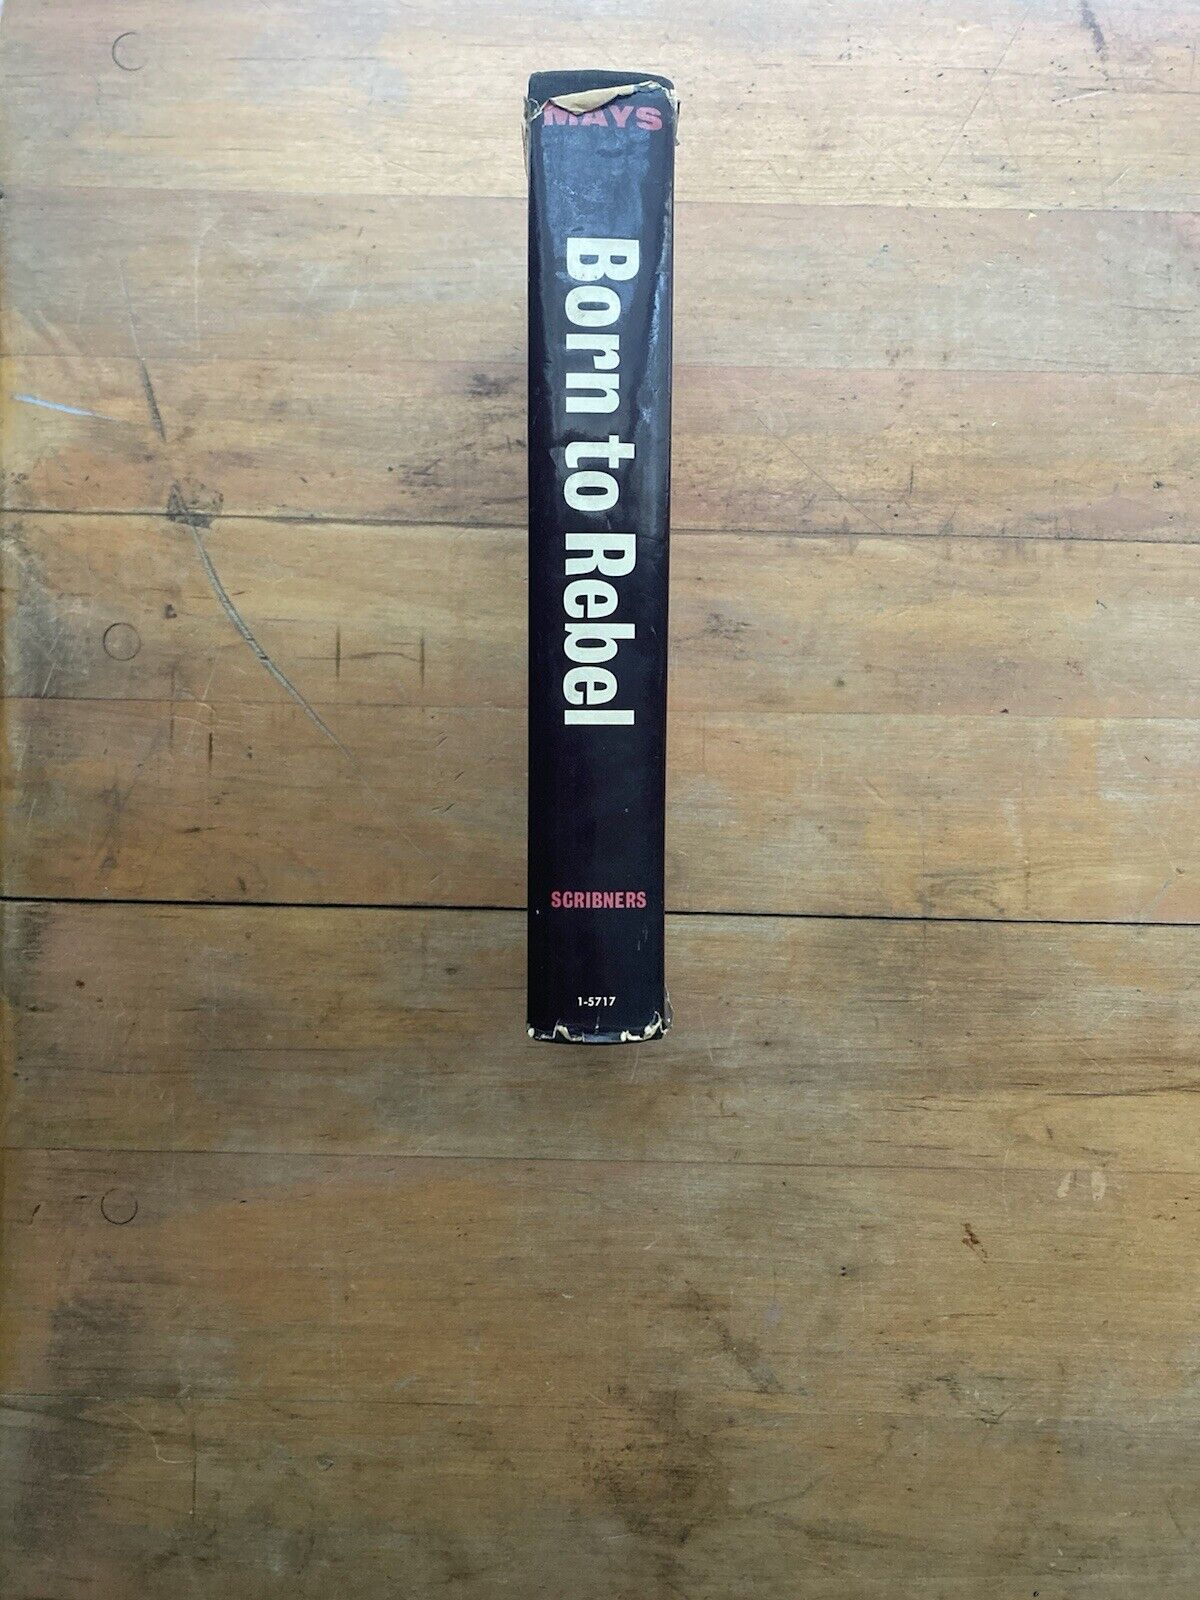 MAYS
Born to Rebel
SCRIBNERS
1-5717